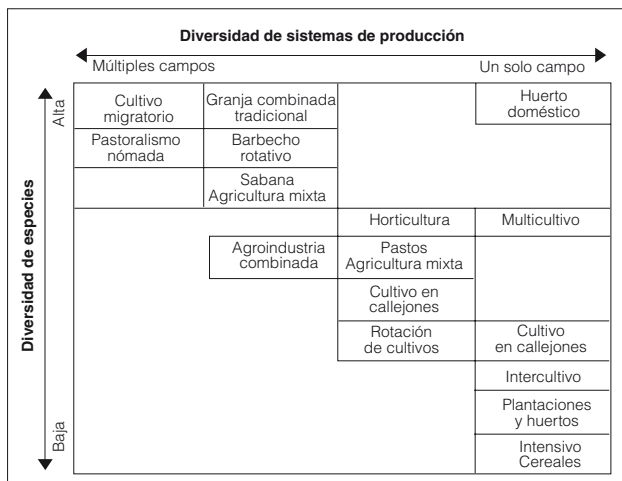 Diversidad de sistemas de producción
Múltiples campos
Un solo campo
Diversidad de especies
Alta
Baja
Cultivo
migratorio
Granja combinada
tradicional
Huerto
doméstico
Pastoralismo
nómada
Barbecho
rotativo
Sabana
Agricultura mixta
Horticultura
Multicultivo
Agroindustria
combinada
Pastos
Agricultura mixta
Cultivo en
callejones
Rotación
de cultivos
Cultivo
en callejones
Intercultivo
Plantaciones
y huertos
Intensivo
Cereales